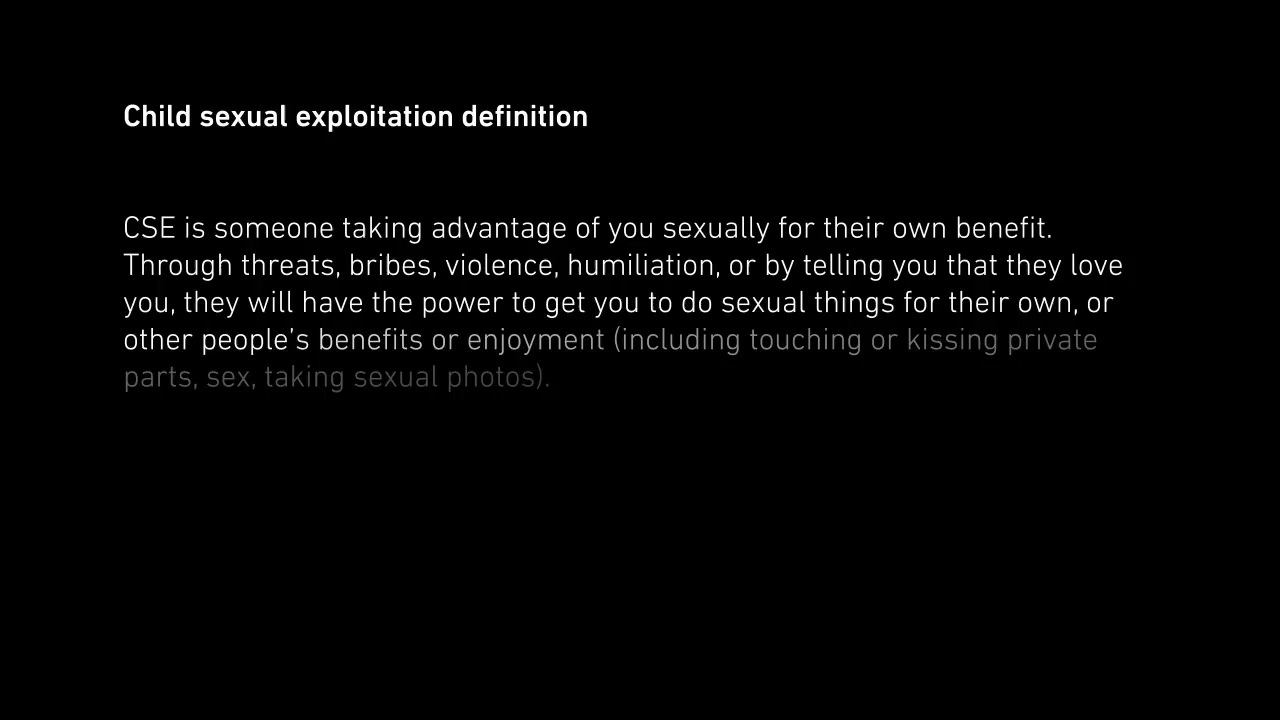 Child sexual exploitation definition
CSE is someone taking advantage of you sexually for their own benefit.
Through threats, bribes, violence, humiliation, or by telling you that they love
you, they will have the power to get you to do sexual things for their own, or
other people’s benefits or enjoyment (including touching or kissing private
parts, sex, taking sexual photos).